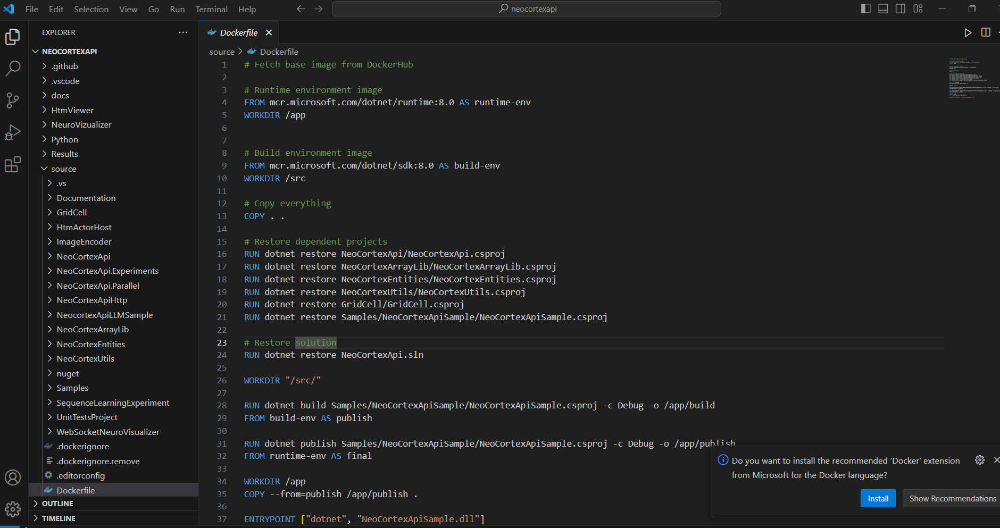 File Edit Selection View Go Run Terminal Help
neocortexapi
EXPLORER
NEOCORTEXAPI
.github
.vscode
docs
HtmViewer
NeuroVizualizer
Python
Results
source
.vs
Documentation
GridCell
HtmActorHost
ImageEncoder
NeoCortexApi
NeoCortexApi.Experiments
NeoCortexApi.Parallel
NeoCortexApiHttp
NeocortexApiLLMSample
NeoCortexArrayLib
NeoCortexEntities
NeoCortexUtils
nuget
Samples
SequenceLearningExperiment
UnitTestsProject
WebSocketNeuroVisualizer
.dockerignore
.dockerignore.remove
.editorconfig
Dockerfile
OUTLINE
TIMELINE
Dockerfile
source > Dockerfile
1 # Fetch base image from DockerHub
2
3 # Runtime environment image
4 FROM mcr.microsoft.com/dotnet/runtime:8.0 AS runtime-env
5 WORKDIR /app
6
7
8 # Build environment image
9 FROM mcr.microsoft.com/dotnet/sdk:8.0 AS build-env
10 WORKDIR /src
11
12 # Copy everything
13 COPY . .
14
15 # Restore dependent projects
16 RUN dotnet restore NeoCortexApi/NeoCortexApi.csproj
17 RUN dotnet restore NeoCortexArrayLib/NeoCortexArrayLib.csproj
18 RUN dotnet restore NeoCortexEntities/NeoCortexEntities.csproj
19 RUN dotnet restore NeoCortexUtils/NeoCortexUtils.csproj
20 RUN dotnet restore GridCell/GridCell.csproj
21 RUN dotnet restore Samples/NeoCortexApiSample/NeoCortexApiSample.csproj
22
23 # Restore solution
24 RUN dotnet restore NeoCortexApi.sln
25
26 WORKDIR "/src/"
27
28 RUN dotnet build Samples/NeoCortexApiSample/NeoCortexApiSample.csproj -c Debug -o /app/build
29 FROM build-env AS publish
30
31 RUN dotnet publish Samples/NeoCortexApiSample/NeoCortexApiSample.csproj -c Debug -o /app/publish
32 FROM runtime-env AS final
33
34 WORKDIR /app
35 COPY --from=publish /app/publish .
36
37 ENTRYPOINT ["dotnet", "NeoCortexApiSample.dll"]
Do you want to install the recommended 'Docker' extension
from Microsoft for the Docker language?
Install
Show Recommendations